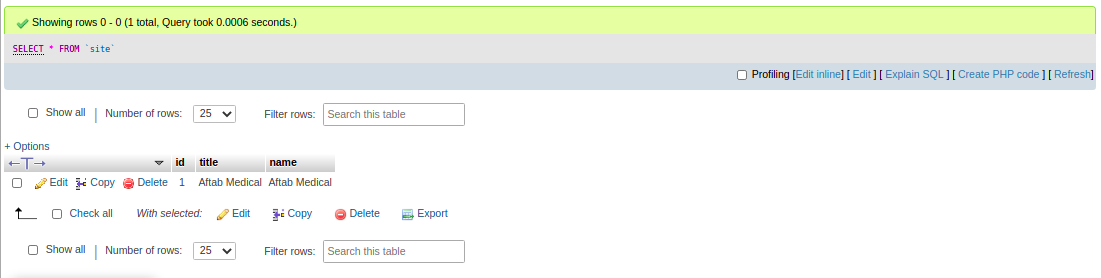 Showing rows 0 - 0 (1 total, Query took 0.0006 seconds.)
SELECT * FROM `site`
Profiling [Edit inline] [ Edit ] [ Explain SQL ] [ Create PHP code ] [ Refresh]
Show all | Number of rows: 25 Filter rows: Search this table
+ Options
←T→ id title name
Edit Copy Delete 1 Aftab Medical Aftab Medical
Check all With selected: Edit Copy Delete Export
Show all | Number of rows: 25 Filter rows: Search this table